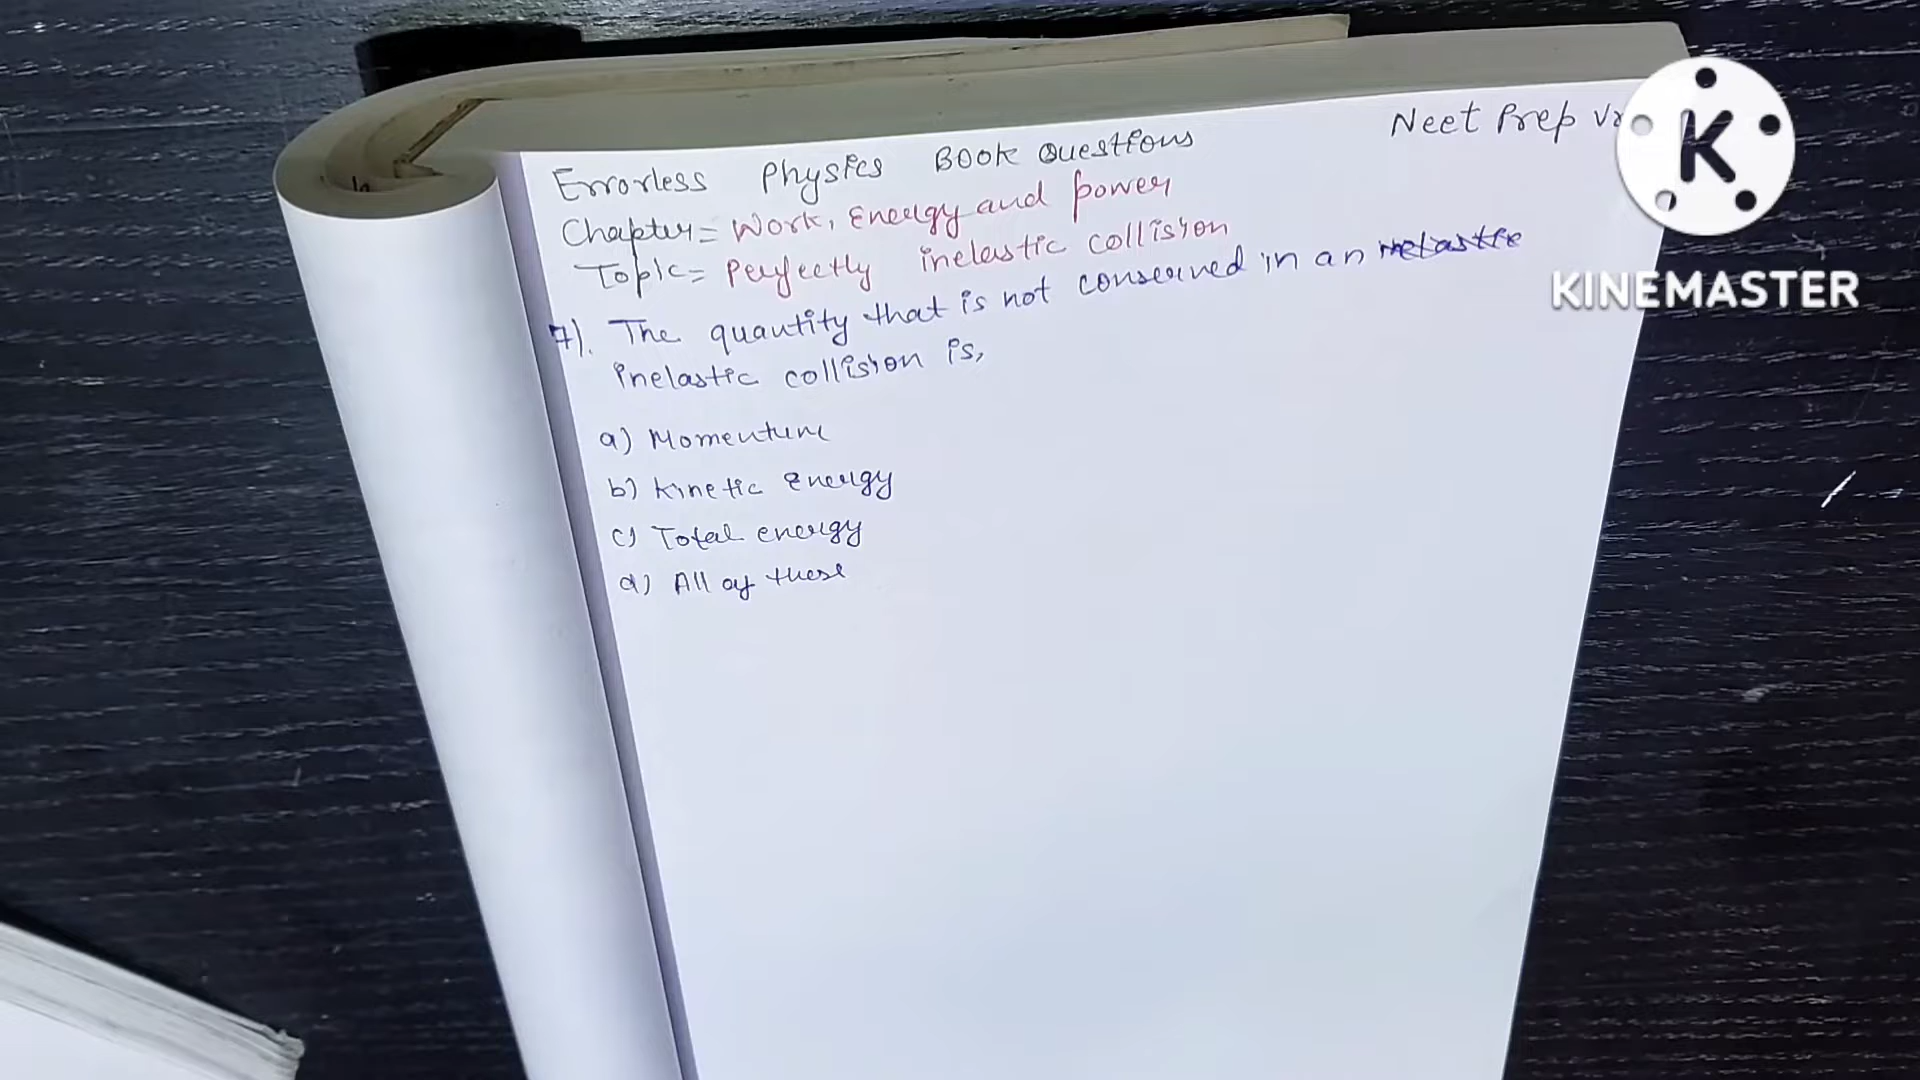 Neet Prep
Errorless Physics Book Questions
Chapter = Work, Energy and power
Topic = Perfectly inelastic collision
7). The quantity that is not conserved in an
inelastic collision is,
a) Momentum
b) Kinetic Energy
c) Total energy
d) All of these
K
KINEMASTER